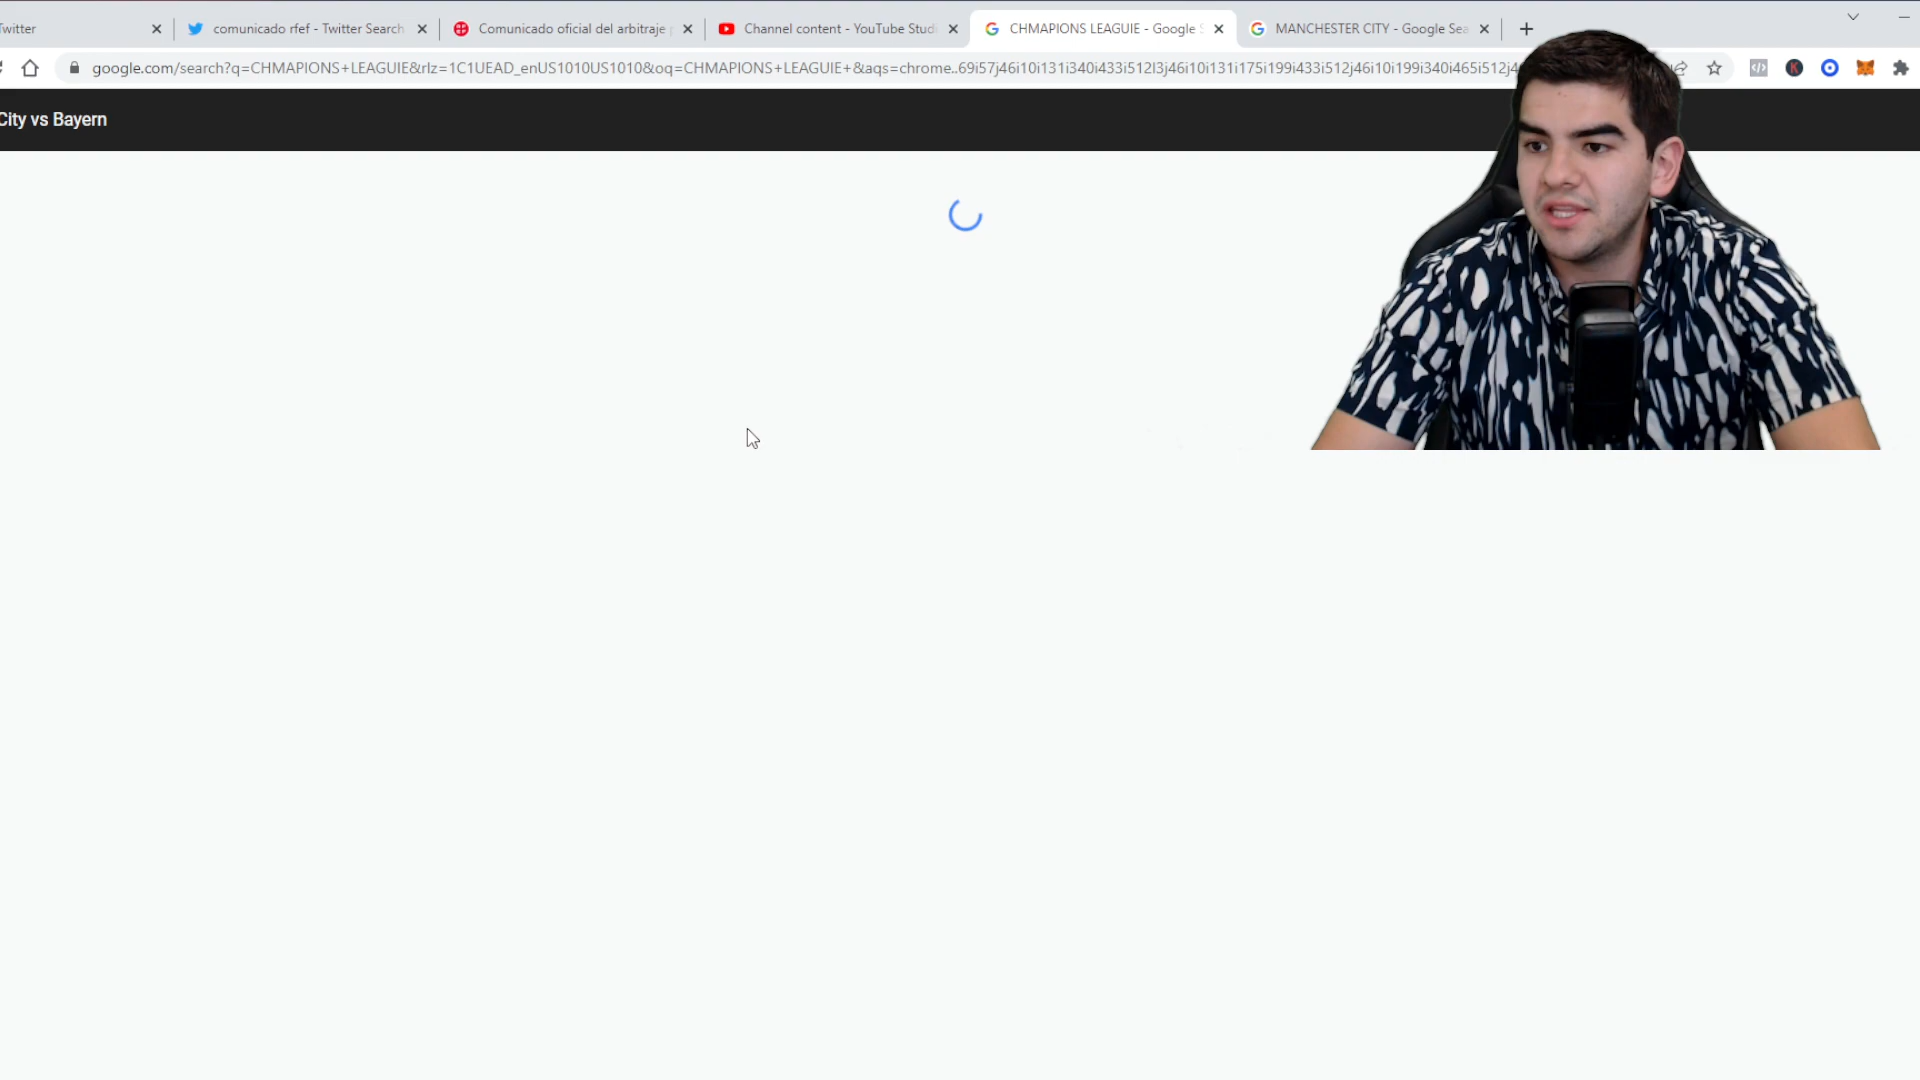 Twitter
comunicado rfef - Twitter Search
Comunicado oficial del arbitraje
Channel content - YouTube Stud
CHMAPIONS LEAGUIE - Google S
MANCHESTER CITY - Google Sea
google.com/search?q=CHMAPIONS+LEAGUIE&rlz=1C1UEAD_enUS1010US1010&oq=CHMAPIONS+LEAGUIE+&aqs=chrome..69i57j46i10i131i340i433i512l3j46i10i131i175i199i433i512j46i10i199i340i465i512j4
City vs Bayern